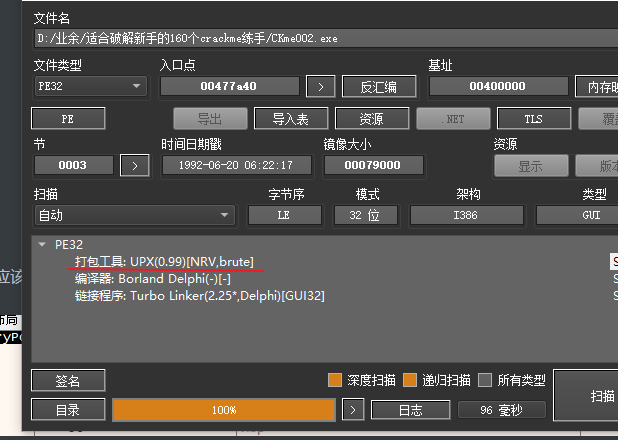 文件名
D:/业余/适合破解新手的160个crackme练手/CKme002.exe
文件类型 入口点 基址
PE32 00477a40 > 反汇编 00400000 内存映
PE 导出 导入表 资源 .NET TLS 覆盖
节 时间日期戳 镜像大小 资源
0003 > 1992-06-20 06:22:17 00079000 显示 版本
扫描 字节序 模式 架构 类型
自动 LE 32 位 I386 GUI
PE32
打包工具: UPX(0.99)[NRV,brute] S
编译器: Borland Delphi(-)[-] S
链接程序: Turbo Linker(2.25*,Delphi)[GUI32] S
应该
布局
ryP
签名 深度扫描 递归扫描 所有类型
扫描
目录 100% > 日志 96 毫秒